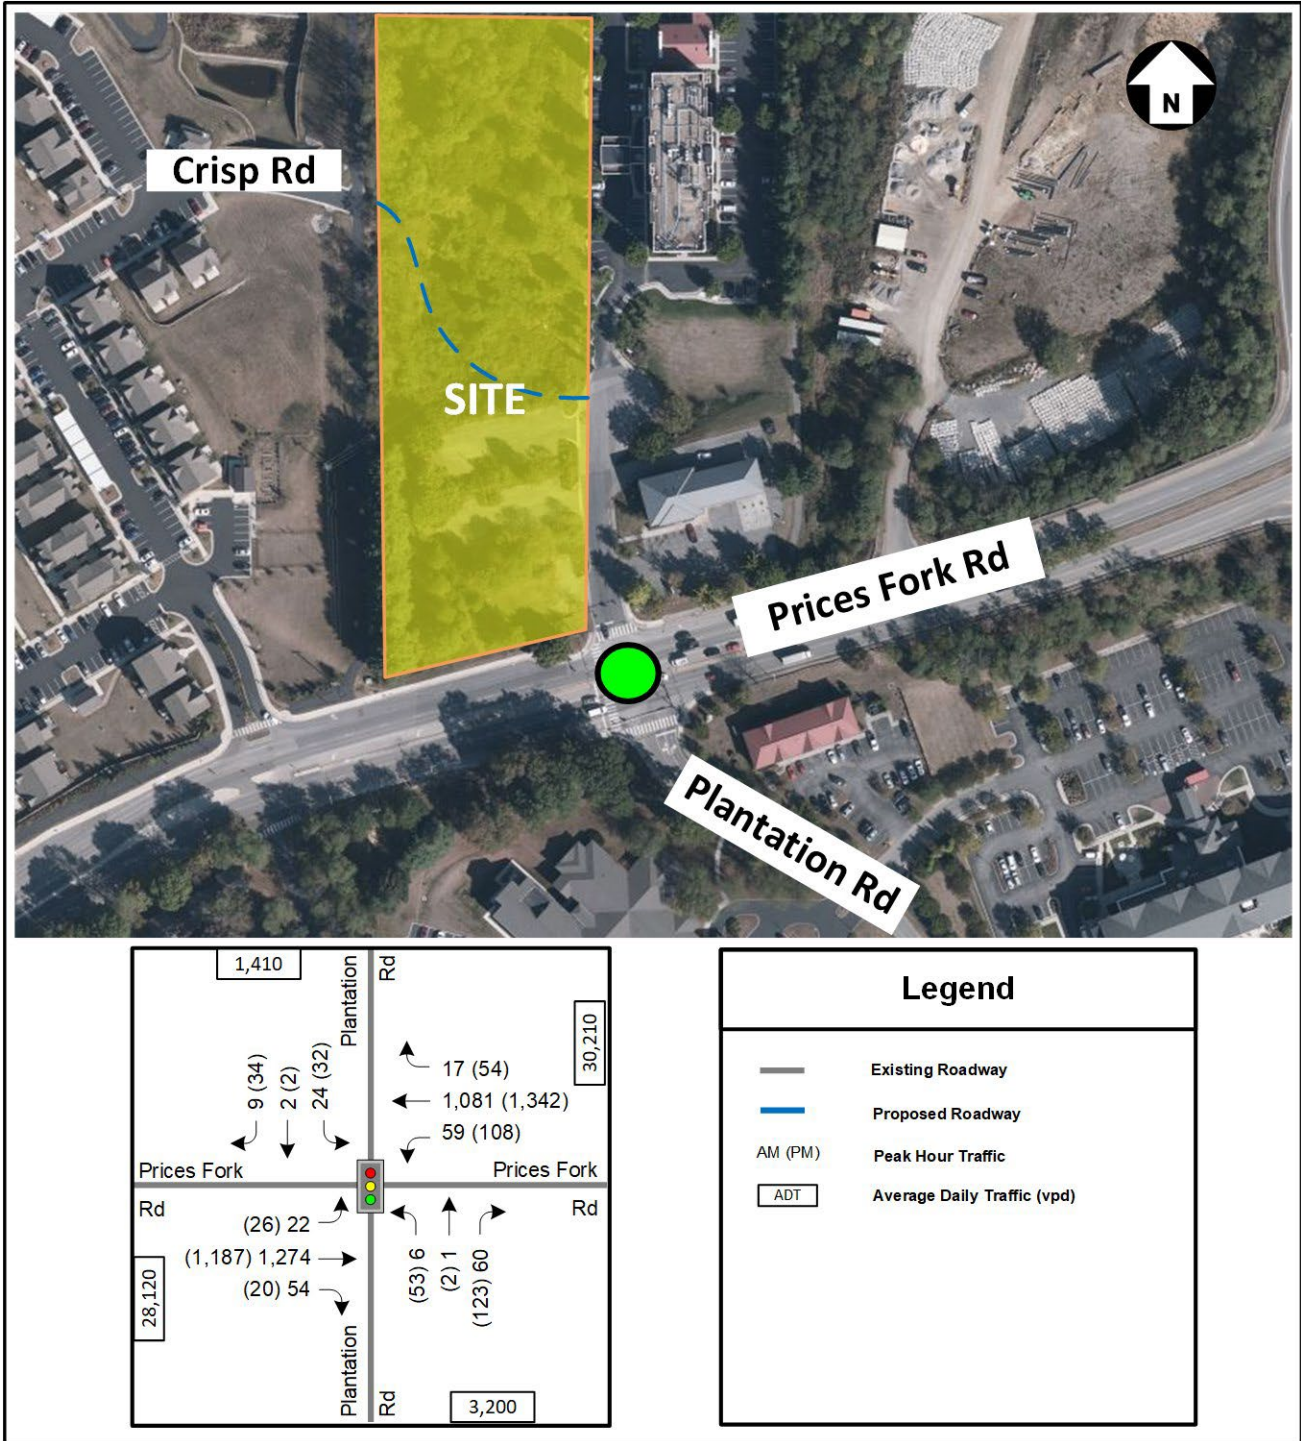 N
Crisp Rd
SITE
Prices Fork Rd
Plantation Rd
1,410
Plantation
Rd
30,210
9 (34)
2 (2)
24 (32)
17 (54)
1,081 (1,342)
59 (108)
Prices Fork
Rd
Prices Fork
Rd
(26) 22
(1,187) 1,274
(20) 54
(53) 6
(2) 1
(123) 60
28,120
Plantation
Rd
3,200
Legend
Existing Roadway
Proposed Roadway
AM (PM) Peak Hour Traffic
ADT Average Daily Traffic (vpd)